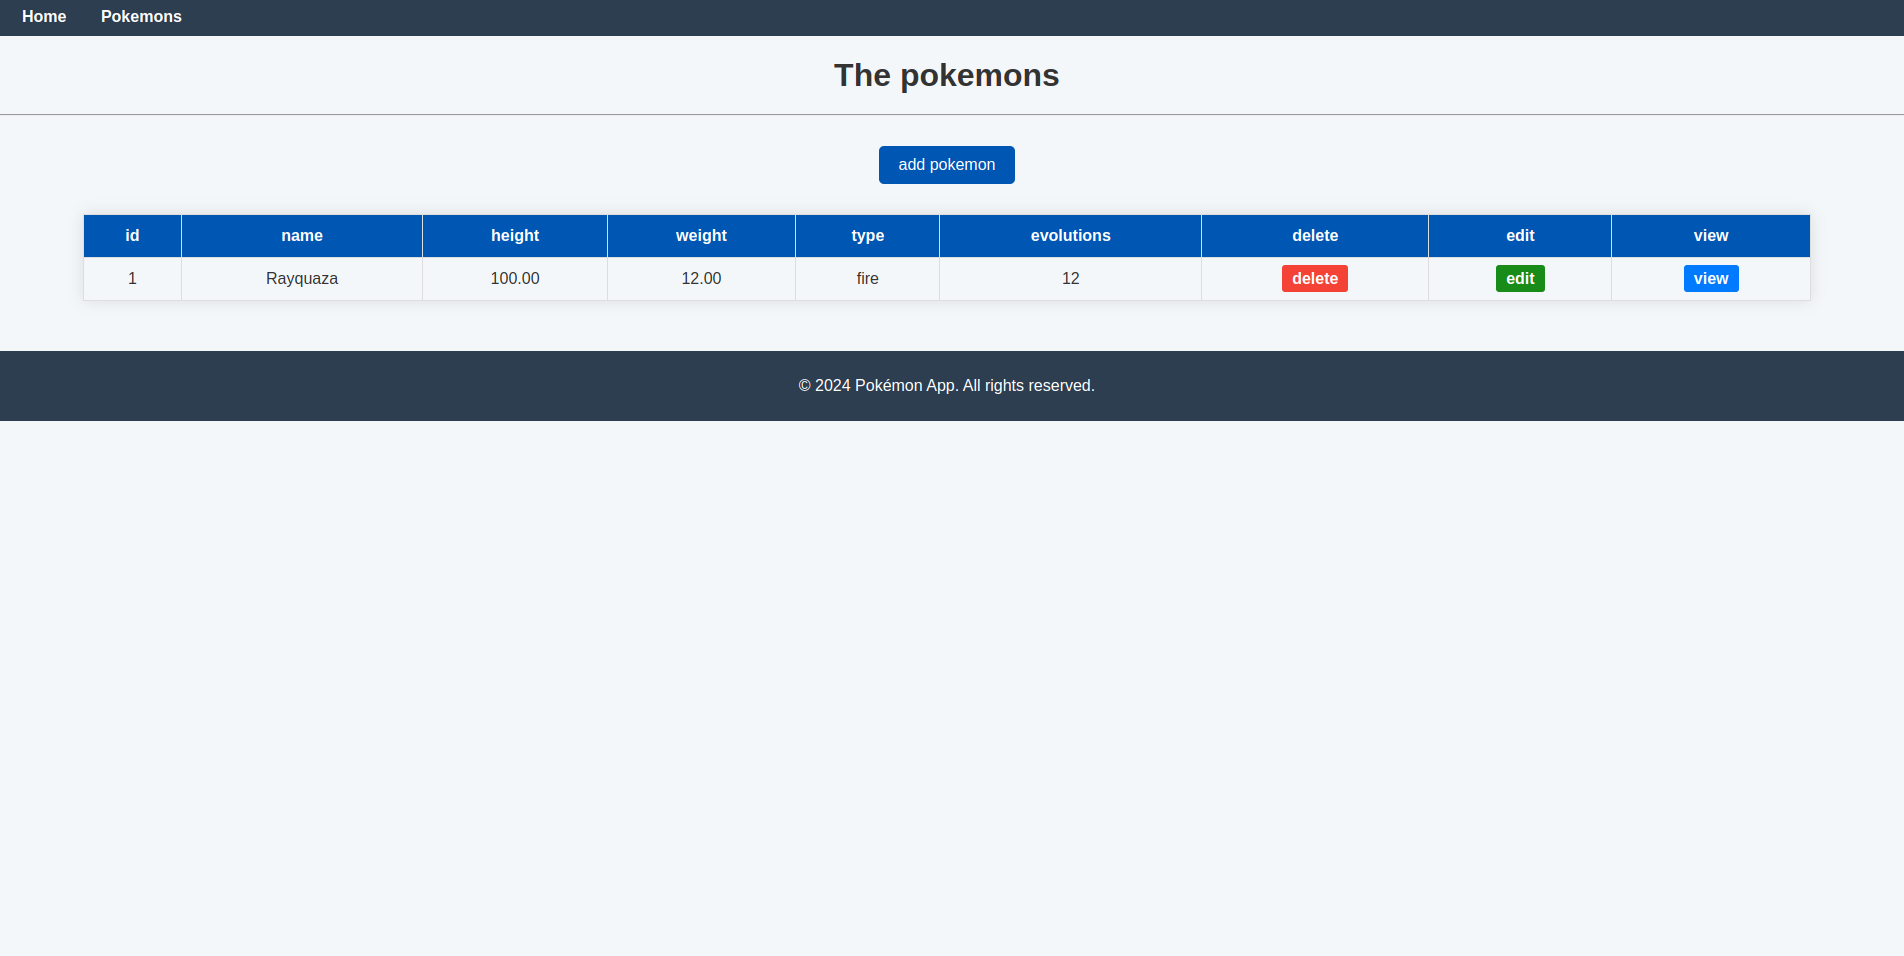 Home Pokemons
The pokemons
add pokemon
id name height weight type evolutions delete edit view
1 Rayquaza 100.00 12.00 fire 12 delete edit view
© 2024 Pokémon App. All rights reserved.